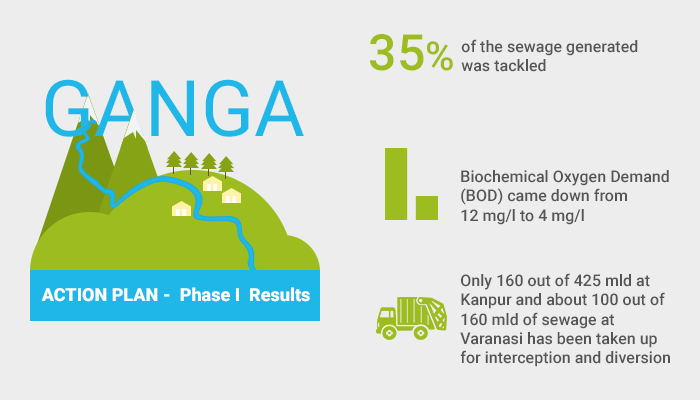 GANGA
ACTION PLAN - Phase I Results
35% of the sewage generated
was tackled
Biochemical Oxygen Demand
(BOD) came down from
12 mg/l to 4 mg/l
Only 160 out of 425 mld at
Kanpur and about 100 out of
160 mld of sewage at
Varanasi has been taken up
for interception and diversion